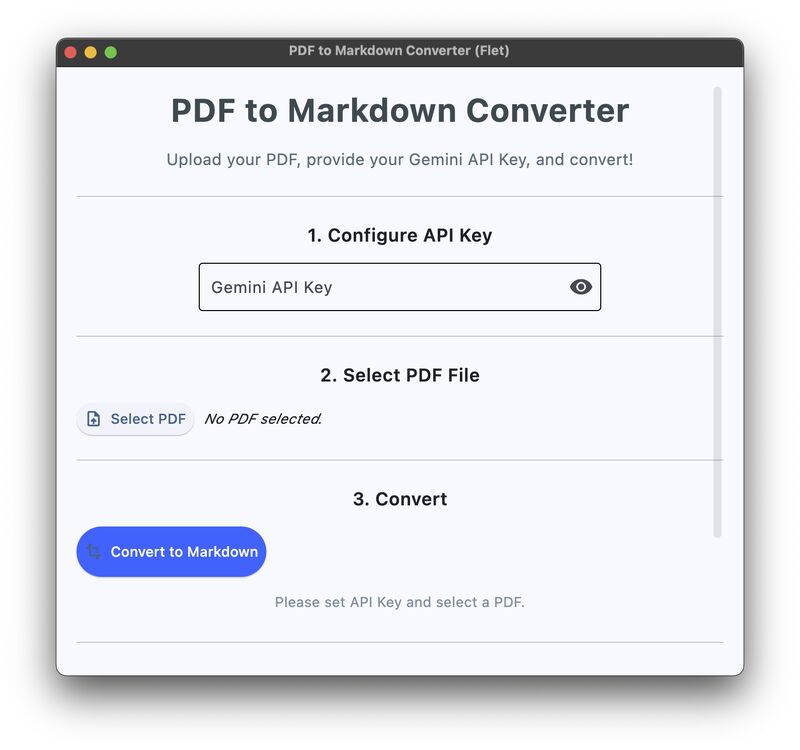 PDF to Markdown Converter (Flet)
PDF to Markdown Converter
Upload your PDF, provide your Gemini API Key, and convert!
1. Configure API Key
Gemini API Key
2. Select PDF File
Select PDF
No PDF selected.
3. Convert
Convert to Markdown
Please set API Key and select a PDF.